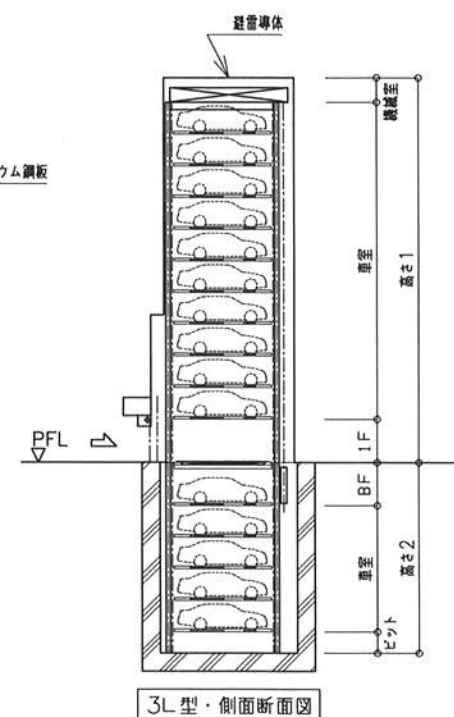 避雷導体
ウム鋼板
機械室
車室
高さ1
1F
PFL
BF
車室
高さ2
ピット
3L型・側面断面図